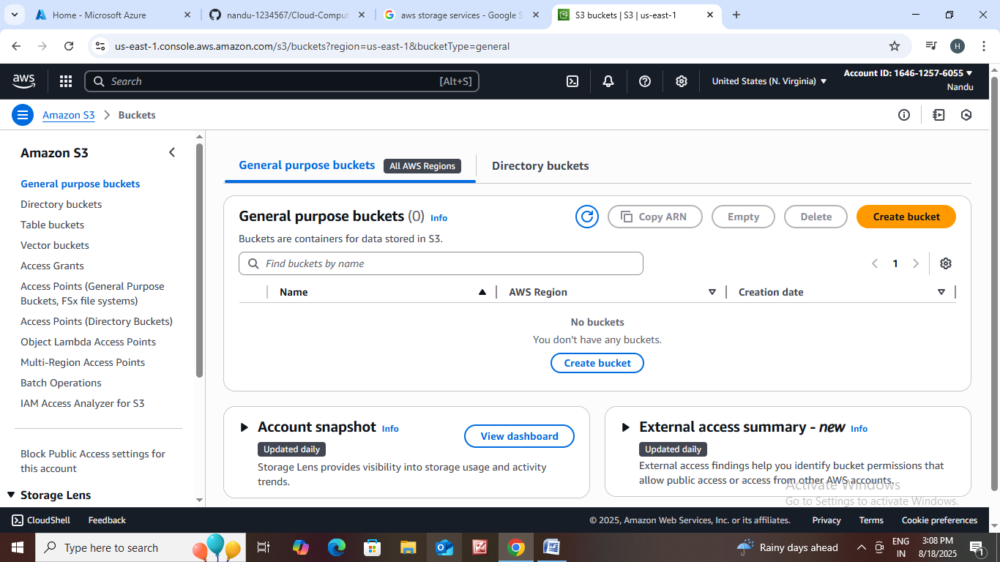 Home - Microsoft Azure
nandu-1234567/Cloud-Comput
aws storage services - Google S
S3 buckets | S3 | us-east-1
us-east-1.console.aws.amazon.com/s3/buckets?region=us-east-1&bucketType=general
H
aws
Search
[Alt+S]
United States (N. Virginia)
Account ID: 1646-1257-6055
Nandu
Amazon S3
Buckets
Amazon S3
General purpose buckets
Directory buckets
Table buckets
Vector buckets
Access Grants
Access Points (General Purpose
Buckets, FSx file systems)
Access Points (Directory Buckets)
Object Lambda Access Points
Multi-Region Access Points
Batch Operations
IAM Access Analyzer for S3
Block Public Access settings for
this account
Storage Lens
General purpose buckets All AWS Regions
Directory buckets
General purpose buckets (0) Info
Copy ARN
Empty
Delete
Create bucket
Buckets are containers for data stored in S3.
Find buckets by name
1
Name
AWS Region
Creation date
No buckets
You don't have any buckets.
Create bucket
Account snapshot Info
View dashboard
Updated daily
Storage Lens provides visibility into storage usage and activity
trends.
External access summary - new Info
Updated daily
External access findings help you identify bucket permissions that
allow public access or access from other AWS accounts.
Activate Windows
Go to Settings to activate Windows.
CloudShell
Feedback
© 2025, Amazon Web Services, Inc. or its affiliates.
Privacy
Terms
Cookie preferences
Type here to search
Rainy days ahead
ENG
IN
3:08 PM
8/18/2025
1